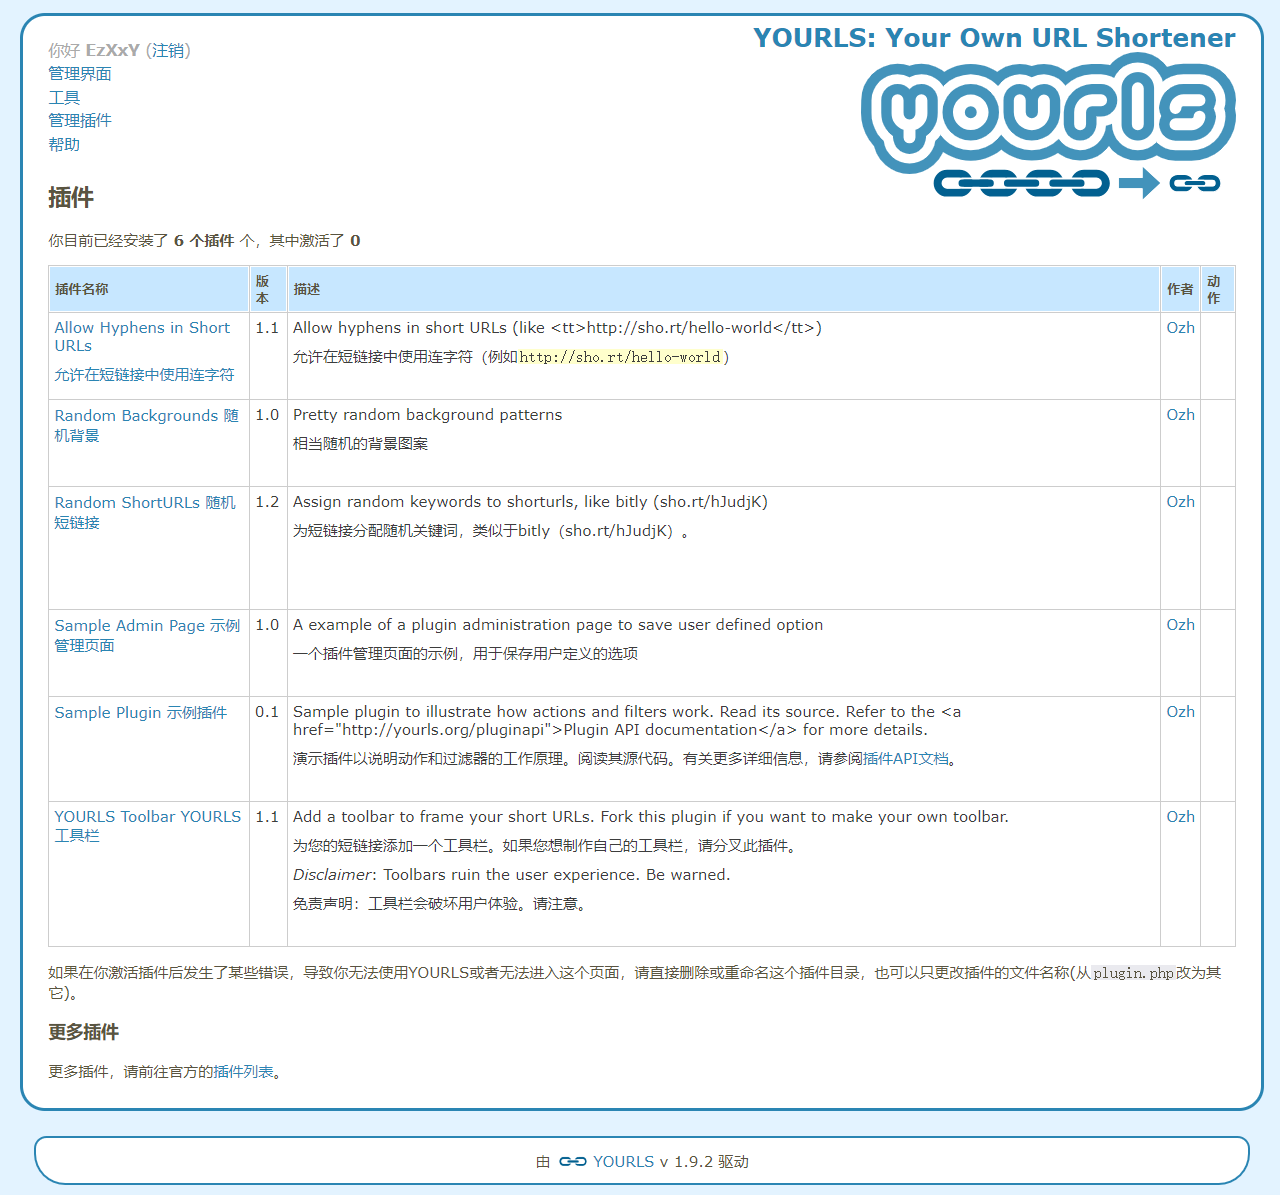 YOURLS: Your Own URL Shortener
yourls
你好 EzXxY (注销)
管理界面
工具
管理插件
帮助
插件
你目前已经安装了 6 个插件 个，其中激活了 0
插件名称 版本 描述 作者 动作
Allow Hyphens in Short URLs
允许在短链接中使用连字符
1.1
Allow hyphens in short URLs (like <tt>http://sho.rt/hello-world</tt>)
允许在短链接中使用连字符（例如http://sho.rt/hello-world）
Ozh
Random Backgrounds 随机背景
1.0
Pretty random background patterns
相当随机的背景图案
Ozh
Random ShortURLs 随机短链接
1.2
Assign random keywords to shorturls, like bitly (sho.rt/hJudjK)
为短链接分配随机关键词，类似于bitly（sho.rt/hJudjK）。
Ozh
Sample Admin Page 示例管理页面
1.0
A example of a plugin administration page to save user defined option
一个插件管理页面的示例，用于保存用户定义的选项
Ozh
Sample Plugin 示例插件
0.1
Sample plugin to illustrate how actions and filters work. Read its source. Refer to the <a
href="http://yourls.org/pluginapi">Plugin API documentation</a> for more details.
演示插件以说明动作和过滤器的工作原理。阅读其源代码。有关更多详细信息，请参阅插件API文档。
Ozh
YOURLS Toolbar YOURLS工具栏
1.1
Add a toolbar to frame your short URLs. Fork this plugin if you want to make your own toolbar.
为您的短链接添加一个工具栏。如果您想制作自己的工具栏，请分叉此插件。
Disclaimer: Toolbars ruin the user experience. Be warned.
免责声明：工具栏会破坏用户体验。请注意。
Ozh
如果在你激活插件后发生了某些错误，导致你无法使用YOURLS或者无法进入这个页面，请直接删除或重命名这个插件目录，也可以只更改插件的文件名称(从plugin.php改为其
它)。
更多插件
更多插件，请前往官方的插件列表。
由 YOURLS v 1.9.2 驱动